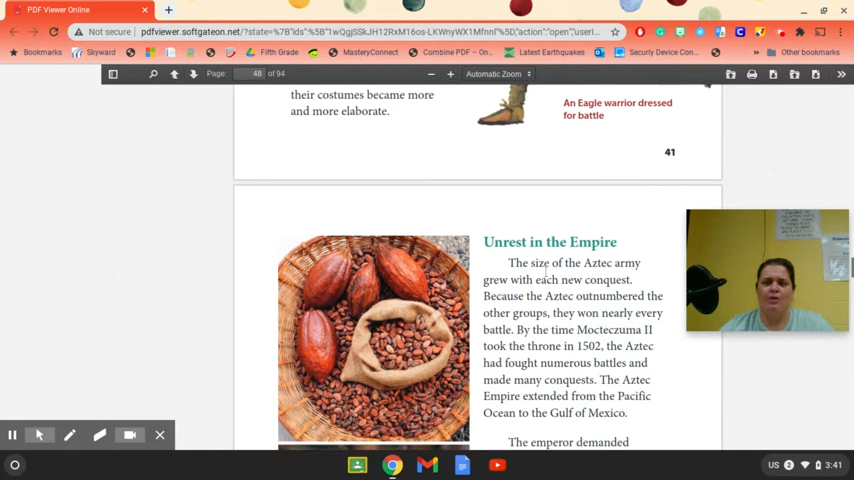 PDF Viewer Online
Not secure
pdfviewer.softgateon.net/?state=%7B"ids"%5B"1wQgjSkJH12RxM16os-LKWnyWX1Mfnnl"%5D,"action":"open","userI...
Bookmarks
Skyward
Fifth Grade
MasteryConnect
Combine PDF – On...
Latest Earthquakes
Securly Device Con...
Other bookmarks
Page: 48 of 94
Automatic Zoom
their costumes became more
and more elaborate.
An Eagle warrior dressed
for battle
41
Unrest in the Empire
The size of the Aztec army
grew with each new conquest.
Because the Aztec outnumbered the
other groups, they won nearly every
battle. By the time Mocteczuma II
took the throne in 1502, the Aztec
had fought numerous battles and
made many conquests. The Aztec
Empire extended from the Pacific
Ocean to the Gulf of Mexico.
The emperor demanded
US 2 3:41